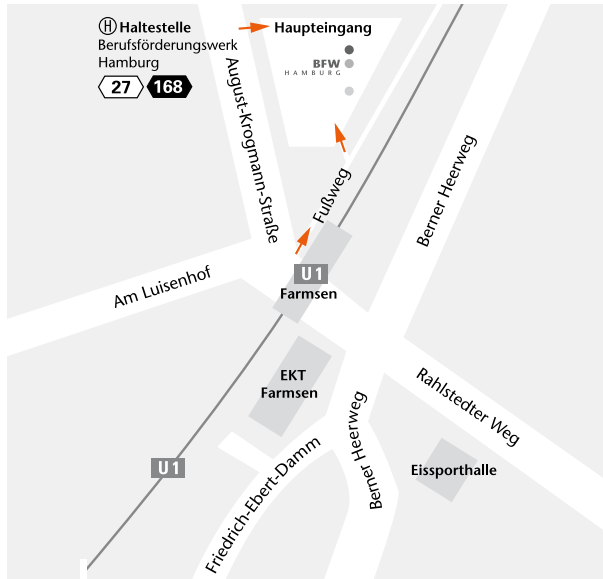 H Haltestelle
Berufsförderungswerk
Hamburg
27 168
Haupteingang
BFW
HAMBURG
August-Krogmann-Straße
Fußweg
Berner Heerweg
Am Luisenhof
U1
Farmsen
EKT
Farmsen
Rahlstedter Weg
Berner Heerweg
Eissporthalle
U1
Friedrich-Ebert-Damm